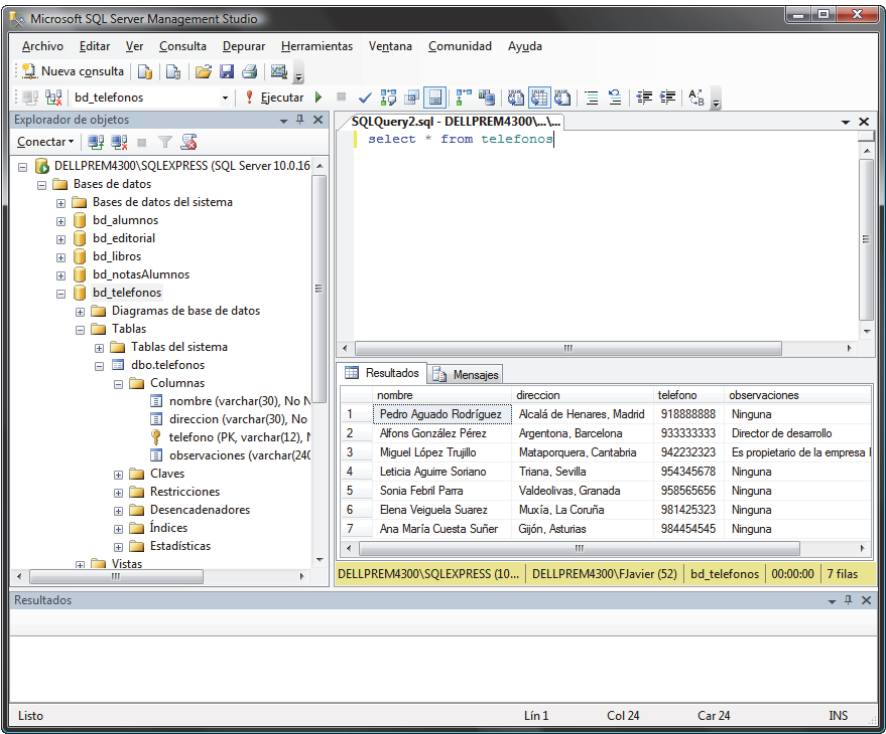 Microsoft SQL Server Management Studio
Archivo Editar Ver Consulta Depurar Herramientas Ventana Comunidad Ayuda
Nueva consulta
bd_telefonos Ejecutar
Explorador de objetos
Conectar
DELLPREM4300\SQLEXPRESS (SQL Server 10.0.16
Bases de datos
Bases de datos del sistema
bd_alumnos
bd_editorial
bd_libros
bd_notasAlumnos
bd_telefonos
Diagramas de base de datos
Tablas
Tablas del sistema
dbo.telefonos
Columnas
nombre (varchar(30), No N
direccion (varchar(30), No
telefono (PK, varchar(12), N
observaciones (varchar(240
Claves
Restricciones
Desencadenadores
Índices
Estadísticas
Vistas
SQLQuery2.sql - DELLPREM4300\...\...
select * from telefonos
Resultados Mensajes
nombre direccion telefono observaciones
1 Pedro Aguado Rodríguez Alcalá de Henares, Madrid 918888888 Ninguna
2 Alfons González Pérez Argentona, Barcelona 933333333 Director de desarrollo
3 Miguel López Trujillo Mataporquera, Cantabria 942232323 Es propietario de la empresa
4 Leticia Aguirre Soriano Triana, Sevilla 954345678 Ninguna
5 Sonia Febril Parra Valdeolivas, Granada 958565656 Ninguna
6 Elena Veiguela Suarez Muxía, La Coruña 981425323 Ninguna
7 Ana María Cuesta Suñer Gijón, Asturias 984454545 Ninguna
DELLPREM4300\SQLEXPRESS (10... DELLPREM4300\FJavier (52) bd_telefonos 00:00:00 7 filas
Resultados
Listo Lín 1 Col 24 Car 24 INS